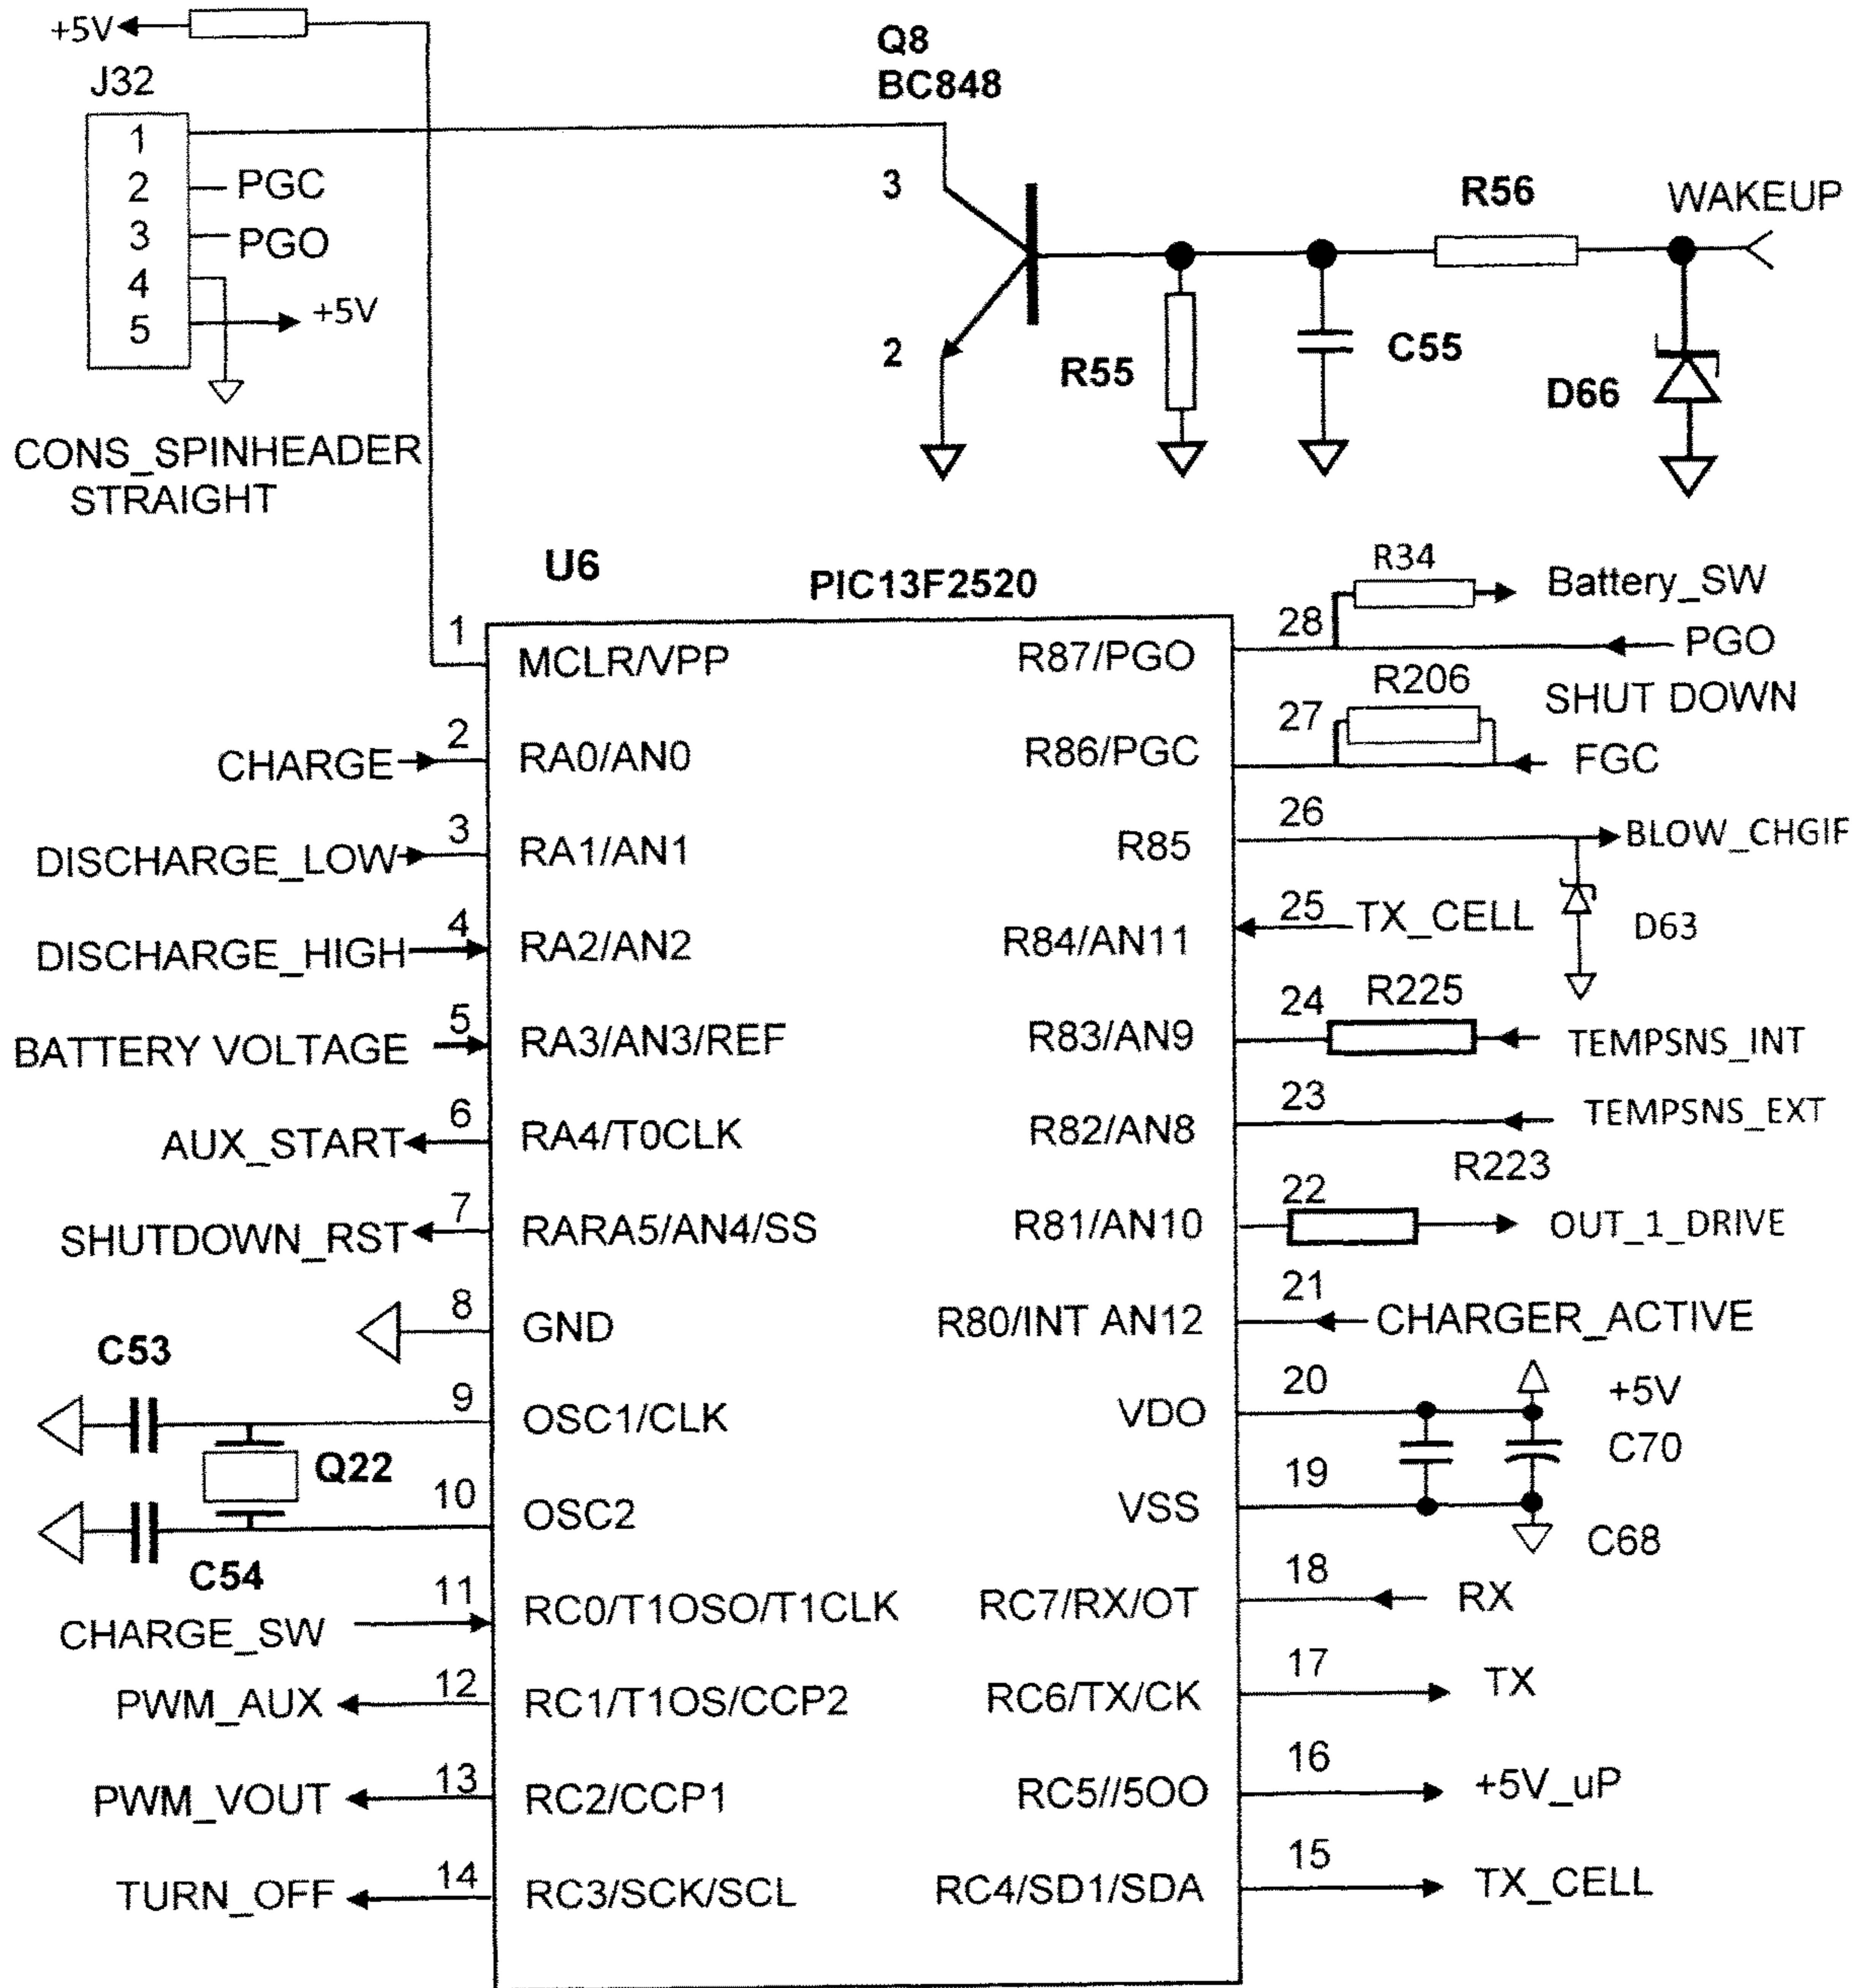 +5V
J32
1
2
PGC
3
PGO
4
5
+5V
CONS_SPINHEADER
STRAIGHT
Q8
BC848
3
2
R55
C55
R56
WAKEUP
D66
U6
PIC13F2520
1 MCLR/VPP
CHARGE 2 RA0/AN0
DISCHARGE_LOW 3 RA1/AN1
DISCHARGE_HIGH 4 RA2/AN2
BATTERY VOLTAGE 5 RA3/AN3/REF
AUX_START 6 RA4/T0CLK
SHUTDOWN_RST 7 RARA5/AN4/SS
8 GND
C53
9 OSC1/CLK
Q22
10 OSC2
C54
CHARGE_SW 11 RC0/T1OSO/T1CLK
PWM_AUX 12 RC1/T1OS/CCP2
PWM_VOUT 13 RC2/CCP1
TURN_OFF 14 RC3/SCK/SCL
R34
Battery_SW
R87/PGO 28 PGO
R206
SHUT DOWN
R86/PGC 27 FGC
R85 26 BLOW_CHGIF
D63
R84/AN11 25 TX_CELL
R225
R83/AN9 24 TEMPSNS_INT
R82/AN8 23 TEMPSNS_EXT
R223
R81/AN10 22 OUT_1_DRIVE
R80/INT AN12 21 CHARGER_ACTIVE
VDO 20 +5V
C70
VSS 19
C68
RC7/RX/OT 18 RX
RC6/TX/CK 17 TX
RC5//5OO 16 +5V_uP
RC4/SD1/SDA 15 TX_CELL